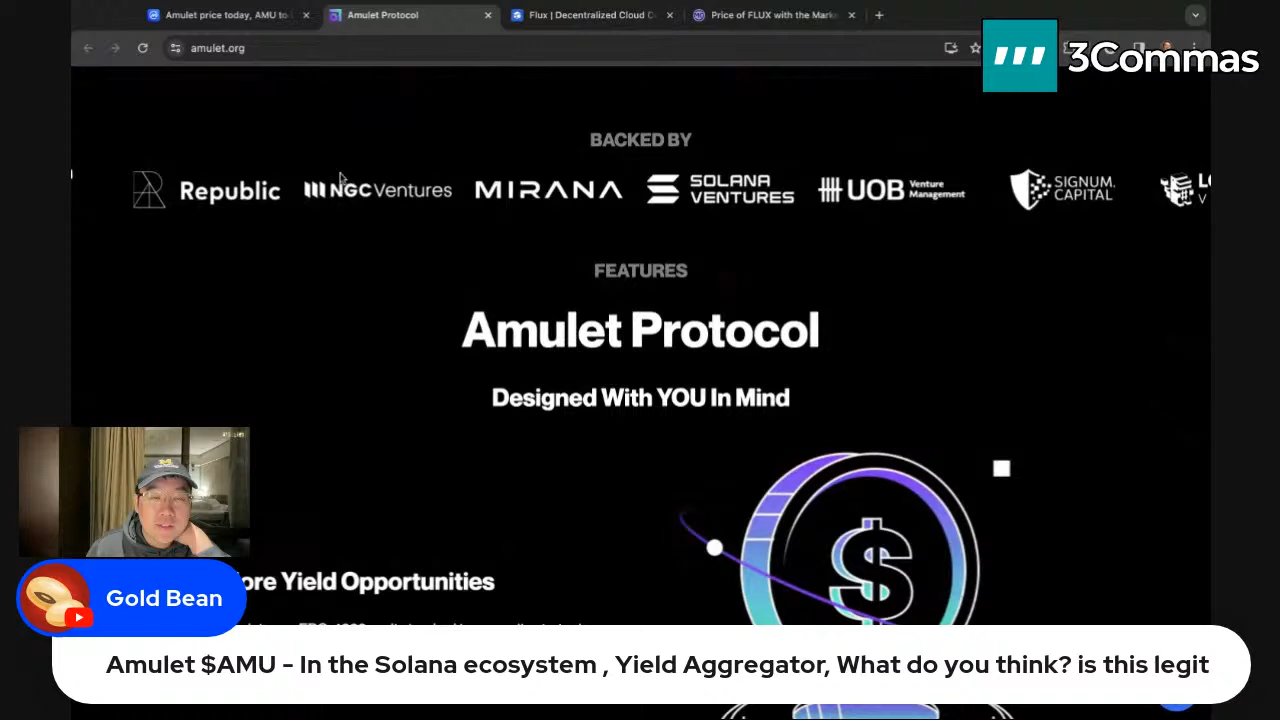 Amulet price today, AMU to
Amulet Protocol
Flux | Decentralized Cloud
Price of FLUX with the Mark
amulet.org
3Commas
BACKED BY
Republic
NGC Ventures
MIRANA
SOLANA
VENTURES
UOB Venture
Management
SIGNUM.
CAPITAL
FEATURES
Amulet Protocol
Designed With YOU In Mind
Yield Opportunities
Gold Bean
Amulet $AMU - In the Solana ecosystem , Yield Aggregator, What do you think? is this legit